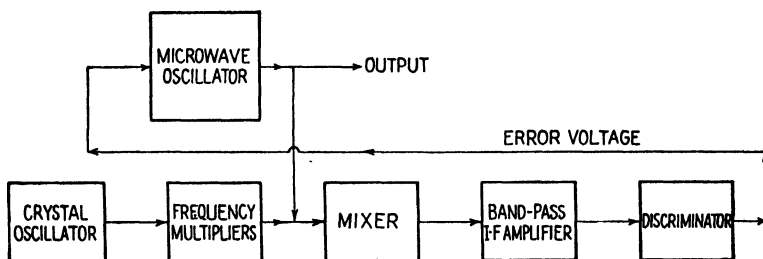 MICROWAVE
OSCILLATOR
OUTPUT
ERROR VOLTAGE
CRYSTAL
OSCILLATOR
FREQUENCY
MULTIPLIERS
MIXER
BAND-PASS
I-F AMPLIFIER
DISCRIMINATOR